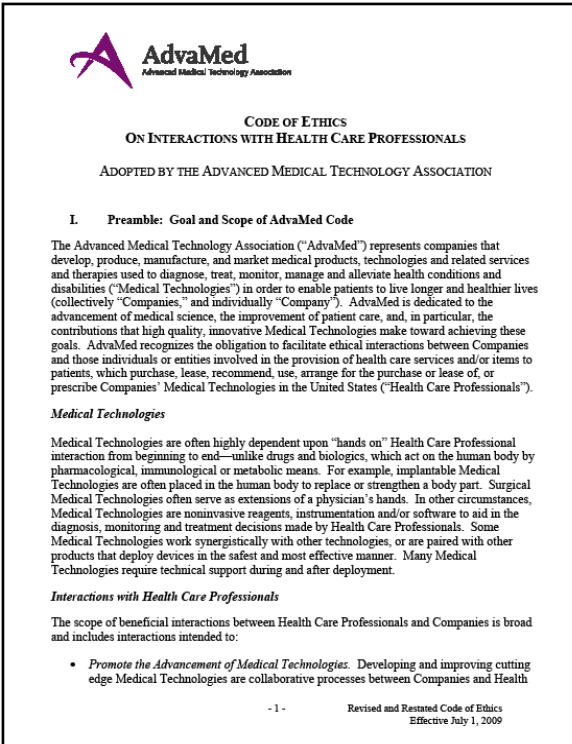 AdvaMed
Advanced Medical Technology Association
CODE OF ETHICS
ON INTERACTIONS WITH HEALTH CARE PROFESSIONALS
ADOPTED BY THE ADVANCED MEDICAL TECHNOLOGY ASSOCIATION
I. Preamble: Goal and Scope of AdvaMed Code
The Advanced Medical Technology Association (“AdvaMed”) represents companies that
develop, produce, manufacture, and market medical products, technologies and related services
and therapies used to diagnose, treat, monitor, manage and alleviate health conditions and
disabilities (“Medical Technologies”) in order to enable patients to live longer and healthier lives
(collectively “Companies,” and individually “Company”). AdvaMed is dedicated to the
advancement of medical science, the improvement of patient care, and, in particular, the
contributions that high quality, innovative Medical Technologies make toward achieving these
goals. AdvaMed recognizes the obligation to facilitate ethical interactions between Companies
and those individuals or entities involved in the provision of health care services and/or items to
patients, which purchase, lease, recommend, use, arrange for the purchase or lease of, or
prescribe Companies’ Medical Technologies in the United States (“Health Care Professionals”).
Medical Technologies
Medical Technologies are often highly dependent upon “hands on” Health Care Professional
interaction from beginning to end—unlike drugs and biologics, which act on the human body by
pharmacological, immunological or metabolic means. For example, implantable Medical
Technologies are often placed in the human body to replace or strengthen a body part. Surgical
Medical Technologies often serve as extensions of a physician’s hands. In other circumstances,
Medical Technologies are noninvasive reagents, instrumentation and/or software to aid in the
diagnosis, monitoring and treatment decisions made by Health Care Professionals. Some
Medical Technologies work synergistically with other technologies, or are paired with other
products that deploy devices in the safest and most effective manner. Many Medical
Technologies require technical support during and after deployment.
Interactions with Health Care Professionals
The scope of beneficial interactions between Health Care Professionals and Companies is broad
and includes interactions intended to:
• Promote the Advancement of Medical Technologies. Developing and improving cutting
edge Medical Technologies are collaborative processes between Companies and Health
- 1 - Revised and Restated Code of Ethics
Effective July 1, 2009